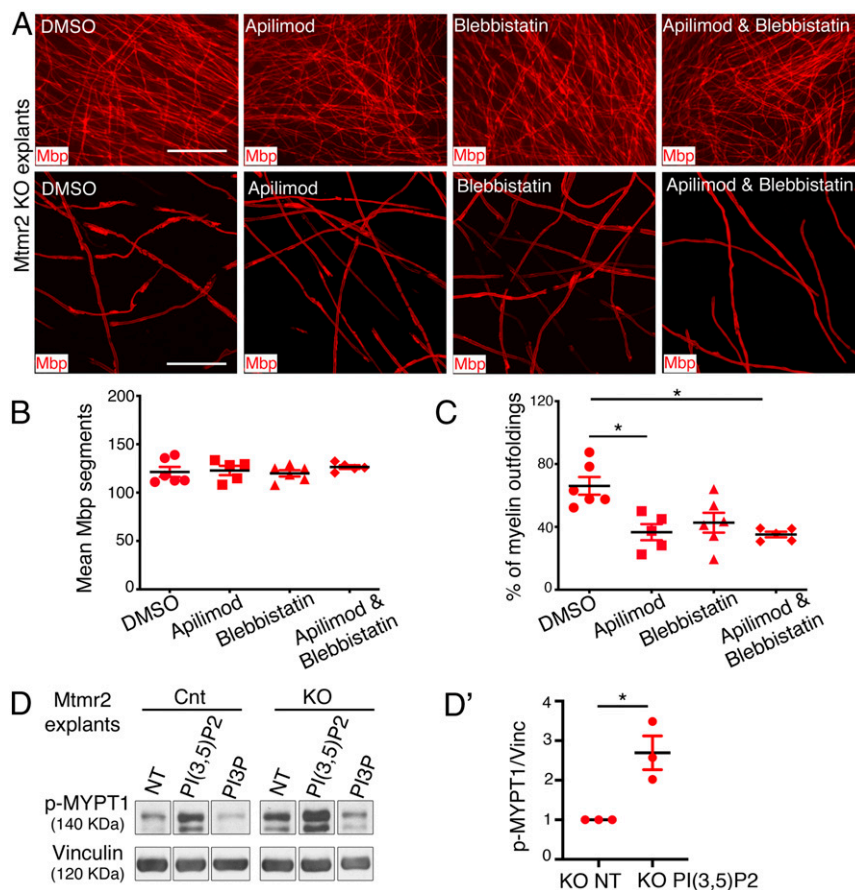 A
DMSO
Apilimod
Blebbistatin
Apilimod & Blebbistatin
Mbp
Mbp
Mbp
Mbp
Mtmr2 KO explants
DMSO
Apilimod
Blebbistatin
Apilimod & Blebbistatin
Mbp
Mbp
Mbp
Mbp
B
Mean Mbp segments
200
150
100
50
0
DMSO
Apilimod
Blebbistatin
Apilimod &
Blebbistatin
C
% of myelin outfoldings
120
80
40
0
*
*
DMSO
Apilimod
Blebbistatin
Apilimod &
Blebbistatin
D
Mtmr2
explants
Cnt
KO
NT
PI(3,5)P2
PI3P
NT
PI(3,5)P2
PI3P
p-MYPT1
(140 KDa)
Vinculin
(120 KDa)
D'
p-MYPT1/Vinc
4
3
2
1
0
*
KO NT
KO PI(3,5)P2